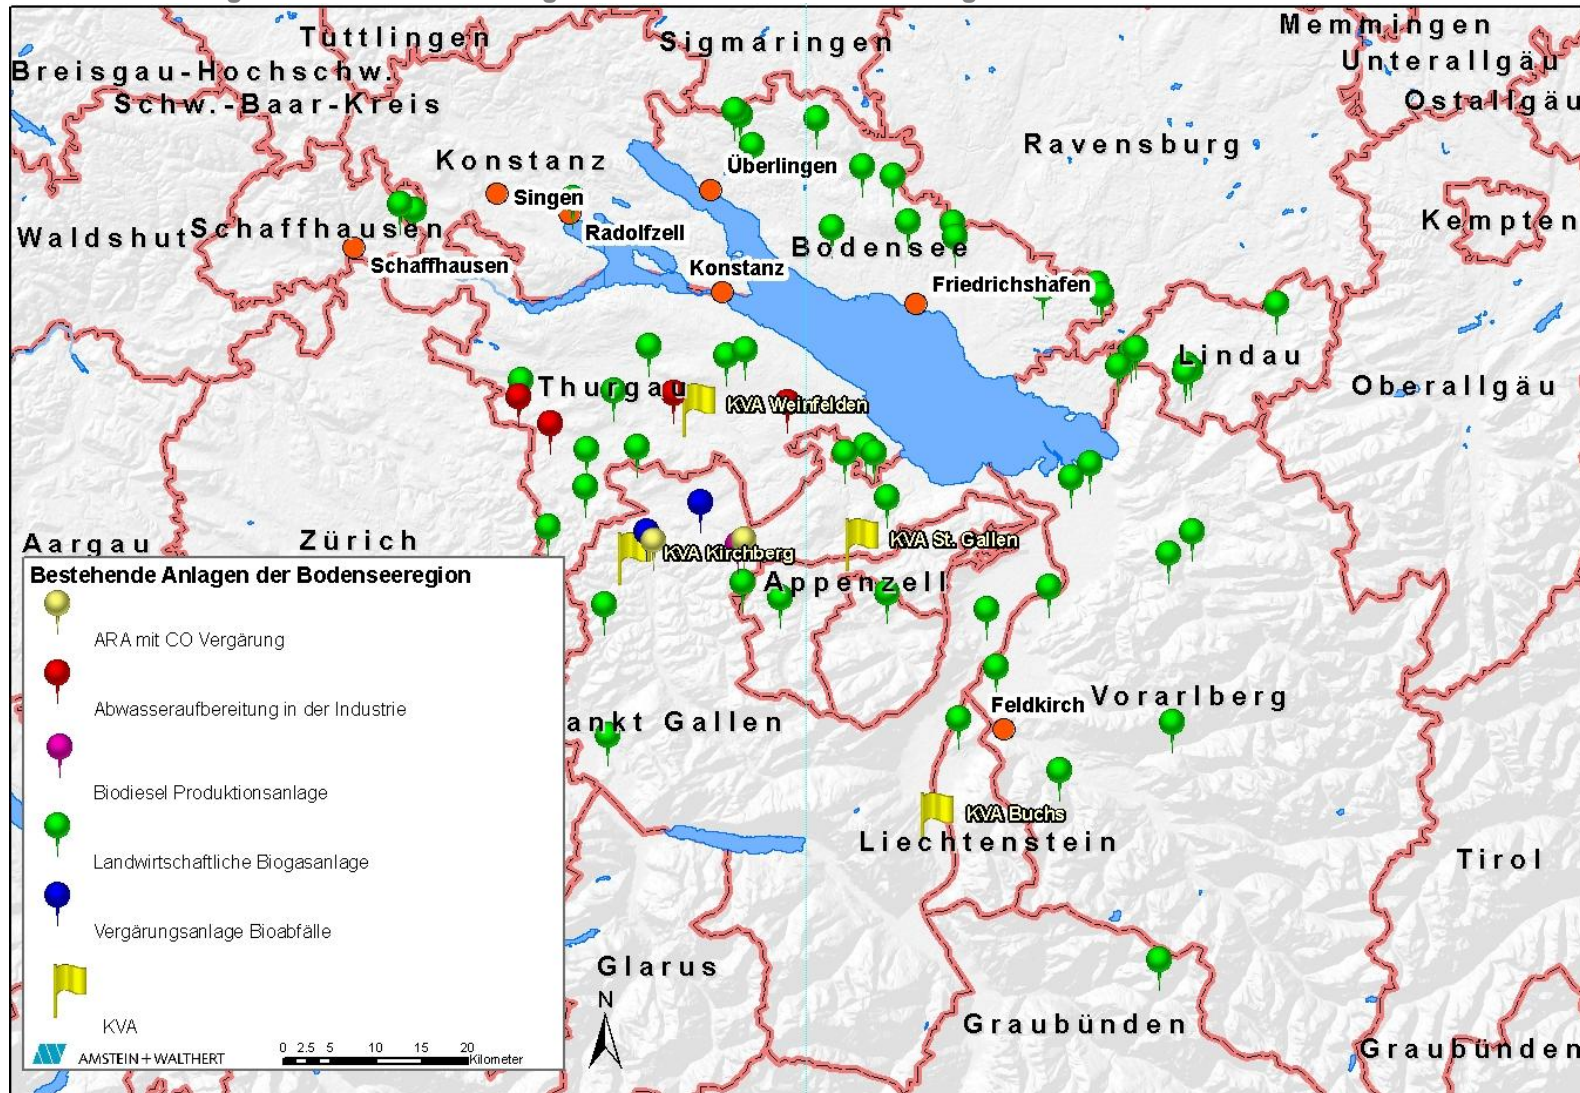 Tuttlingen
Sigmaringen
Memmingen
Breisgau-Hochschw.
Unterallgäu
Schw.-Baar-Kreis
Ostallgäu
Konstanz
Ravensburg
Überlingen
Singen
Waldshut
Schaffhausen
Radolfzell
Bodensee
Kempten
Schaffhausen
Konstanz
Friedrichshafen
Thurgau
Lindau
Oberallgäu
KVA Weinfelden
Aargau
Zürich
KVA Kirchberg
KVA St. Gallen
Appenzell
Bestehende Anlagen der Bodenseeregion
ARA mit CO Vergärung
Abwasseraufbereitung in der Industrie
Biodiesel Produktionsanlage
Landwirtschaftliche Biogasanlage
Vergärungsanlage Bioabfälle
KVA
AMSTEIN + WALTHERT
0 2.5 5 10 15 20
Kilometer
ankt Gallen
Feldkirch
Vorarlberg
KVA Buchs
Liechtenstein
Tirol
Glarus
N
Graubünden
Graubünden